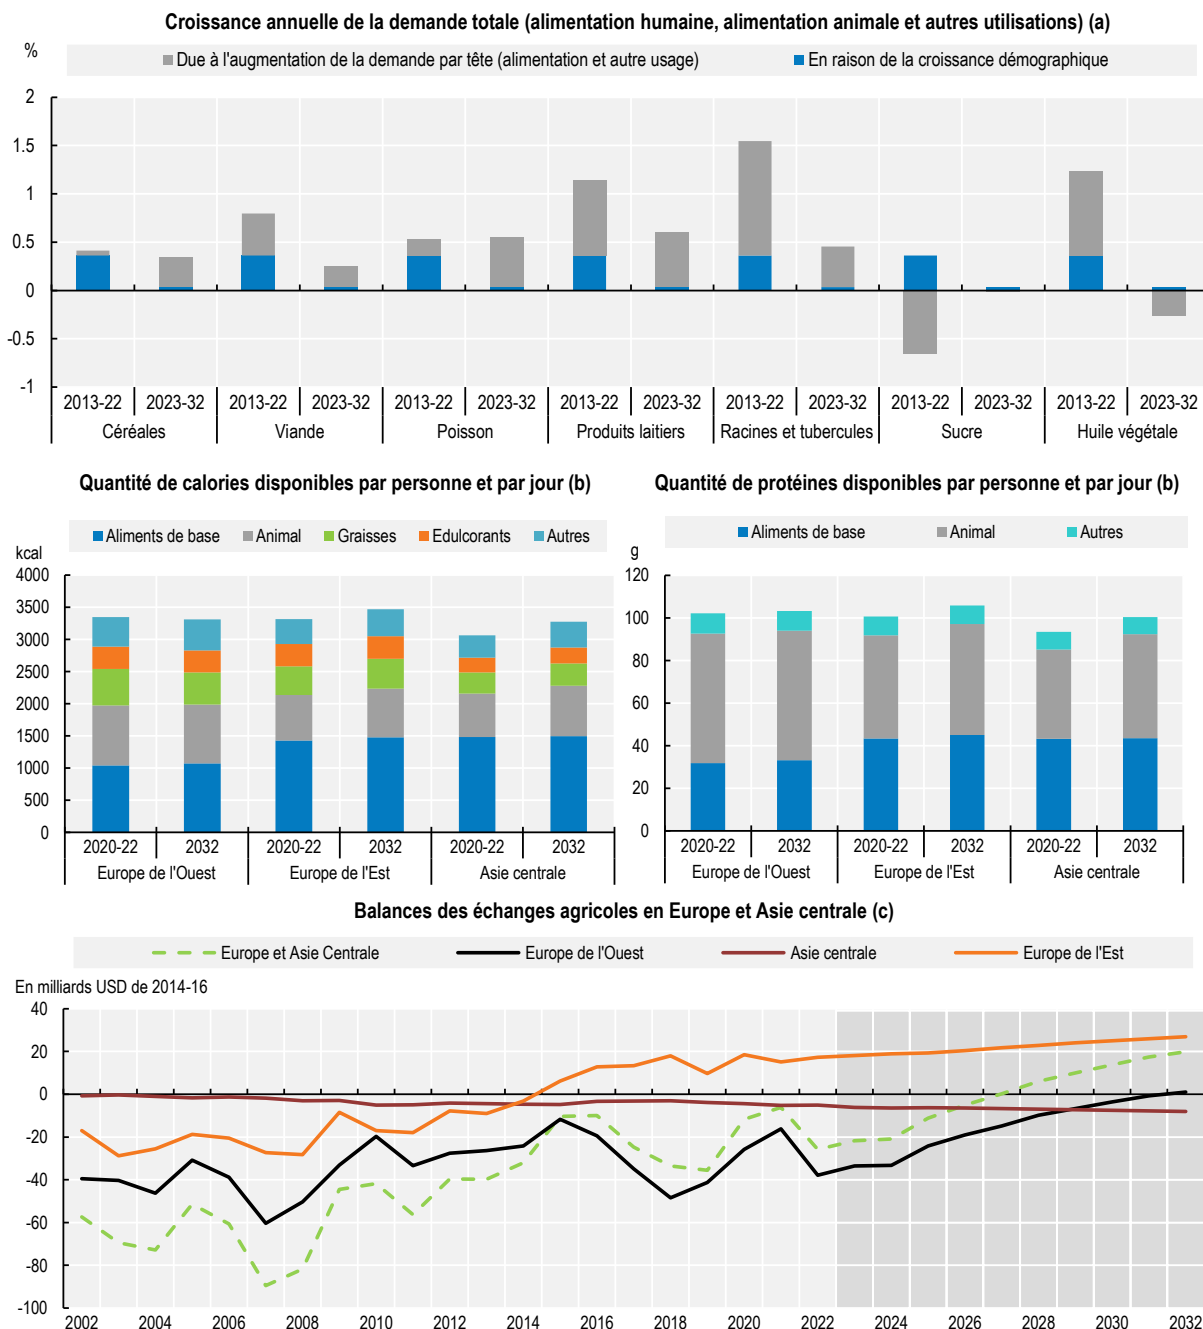 Croissance annuelle de la demande totale (alimentation humaine, alimentation animale et autres utilisations) (a)
%
Due à l'augmentation de la demande par tête (alimentation et autre usage)
En raison de la croissance démographique
2
1.5
1
0.5
0
-0.5
-1
2013-22 2023-32 2013-22 2023-32 2013-22 2023-32 2013-22 2023-32 2013-22 2023-32 2013-22 2023-32 2013-22 2023-32
Céréales Viande Poisson Produits laitiers Racines et tubercules Sucre Huile végétale
Quantité de calories disponibles par personne et par jour (b)
Aliments de base Animal Graisses Edulcorants Autres
kcal
4000
3500
3000
2500
2000
1500
1000
500
0
2020-22 2032 2020-22 2032 2020-22 2032
Europe de l'Ouest Europe de l'Est Asie centrale
Quantité de protéines disponibles par personne et par jour (b)
Aliments de base Animal Autres
g
120
100
80
60
40
20
0
2020-22 2032 2020-22 2032 2020-22 2032
Europe de l'Ouest Europe de l'Est Asie centrale
Balances des échanges agricoles en Europe et Asie centrale (c)
Europe et Asie Centrale Europe de l'Ouest Asie centrale Europe de l'Est
En milliards USD de 2014-16
40
20
0
-20
-40
-60
-80
-100
2002 2004 2006 2008 2010 2012 2014 2016 2018 2020 2022 2024 2026 2028 2030 2032